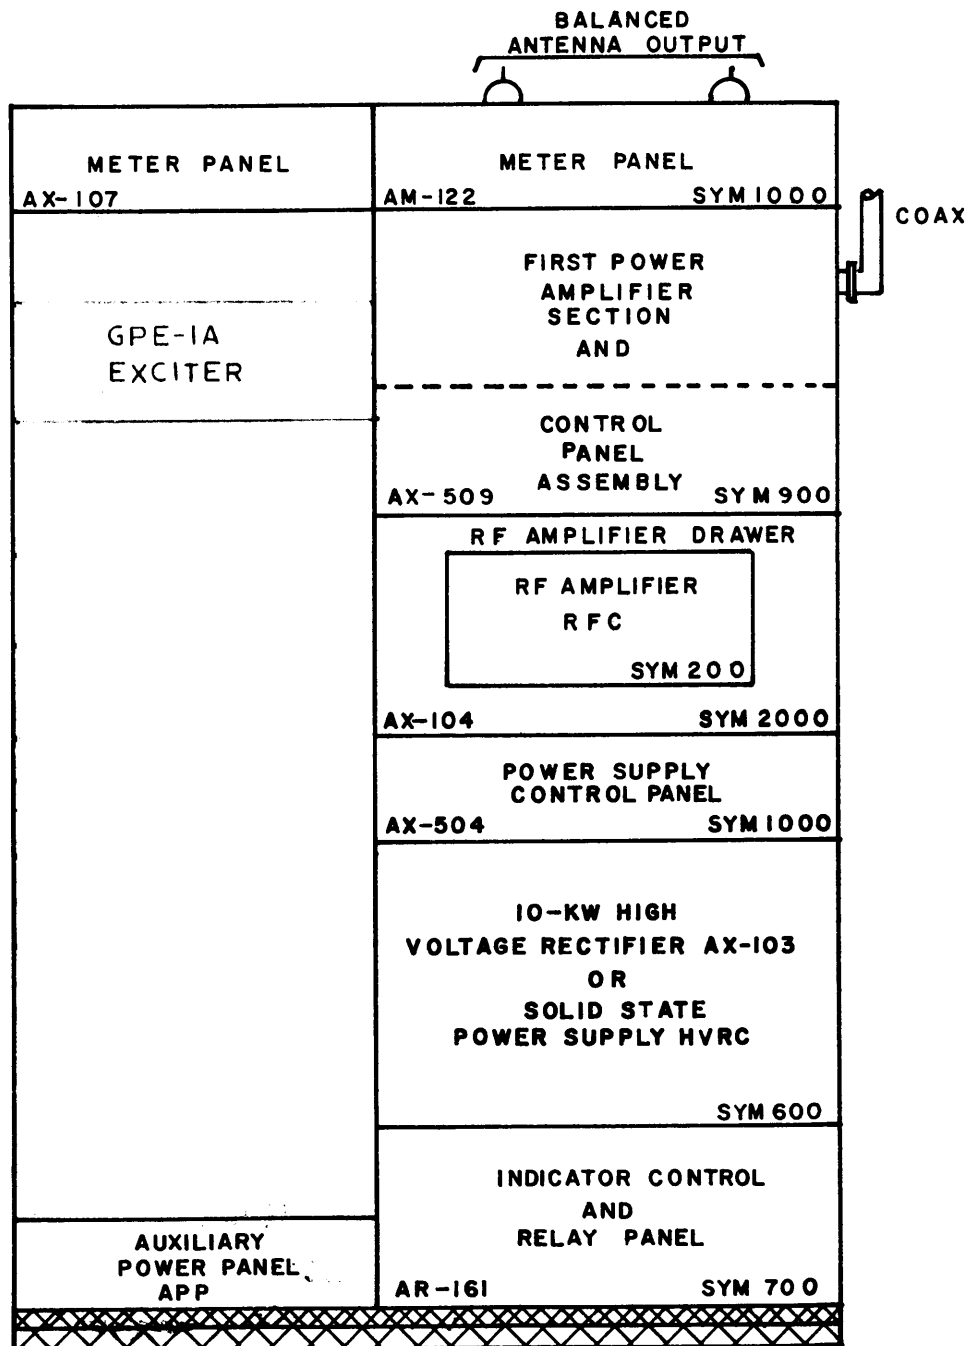 BALANCED
ANTENNA OUTPUT
METER PANEL
AX-107
METER PANEL
AM-122 SYM 1000
COAX
FIRST POWER
AMPLIFIER
SECTION
AND
GPE-1A
EXCITER
CONTROL
PANEL
ASSEMBLY
AX-509 SYM 900
RF AMPLIFIER DRAWER
RF AMPLIFIER
RFC
SYM 200
AX-104 SYM 2000
POWER SUPPLY
CONTROL PANEL
AX-504 SYM 1000
10-KW HIGH
VOLTAGE RECTIFIER AX-103
OR
SOLID STATE
POWER SUPPLY HVRC
SYM 600
INDICATOR CONTROL
AND
RELAY PANEL
AR-161 SYM 700
AUXILIARY
POWER PANEL
APP